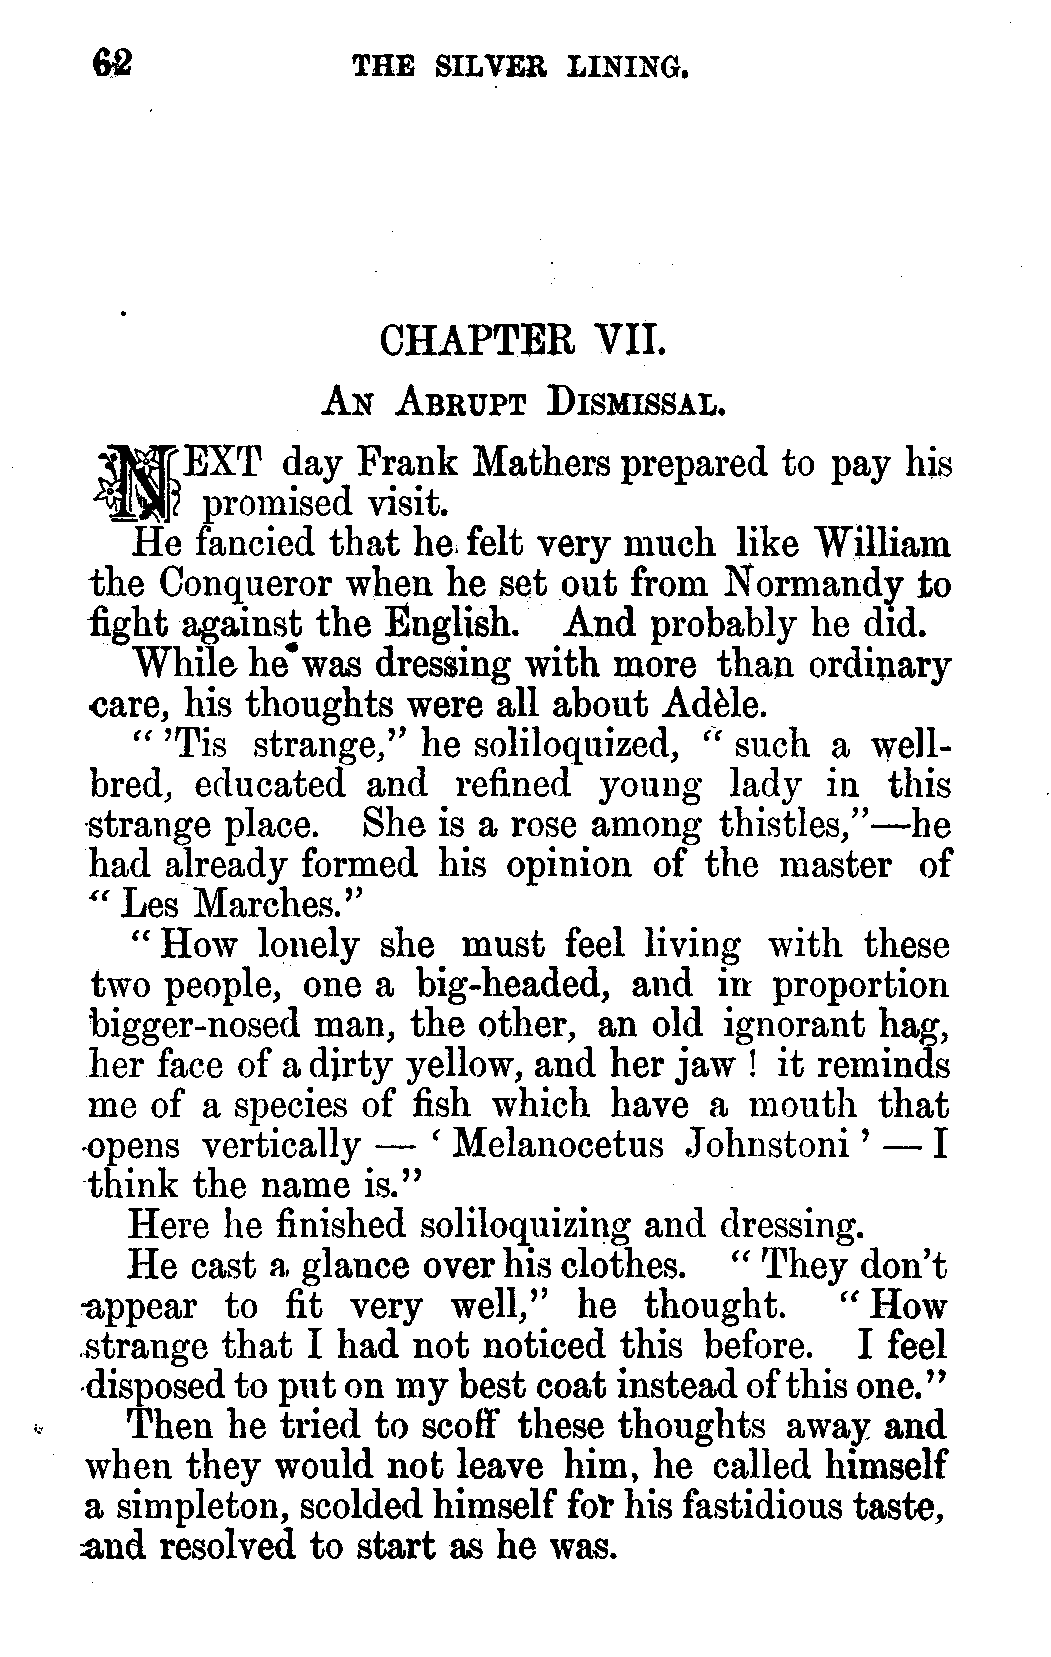 62 THE SILVER LINING.
CHAPTER VII.
AN ABRUPT DISMISSAL.
NEXT day Frank Mathers prepared to pay his
promised visit.
He fancied that he felt very much like William
the Conqueror when he set out from Normandy to
fight against the English. And probably he did.
While he was dressing with more than ordinary
care, his thoughts were all about Adèle.
" 'Tis strange," he soliloquized, " such a well-
bred, educated and refined young lady in this
strange place. She is a rose among thistles,"—he
had already formed his opinion of the master of
" Les Marches."
" How lonely she must feel living with these
two people, one a big-headed, and in proportion
bigger-nosed man, the other, an old ignorant hag,
her face of a dirty yellow, and her jaw ! it reminds
me of a species of fish which have a mouth that
opens vertically — ' Melanocetus Johnstoni ' — I
think the name is."
Here he finished soliloquizing and dressing.
He cast a glance over his clothes. " They don't
appear to fit very well," he thought. " How
strange that I had not noticed this before. I feel
disposed to put on my best coat instead of this one."
Then he tried to scoff these thoughts away and
when they would not leave him, he called himself
a simpleton, scolded himself for his fastidious taste,
and resolved to start as he was.